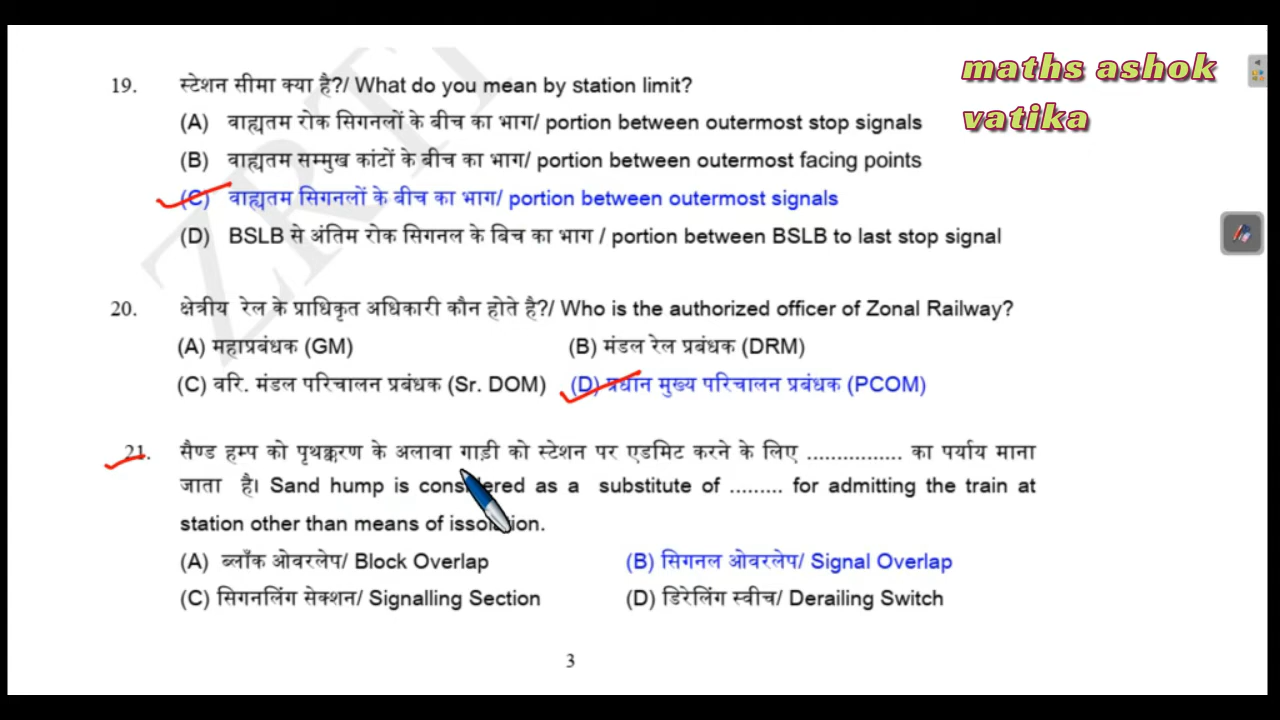 maths ashok
vatika
ZRTI
19. स्टेशन सीमा क्या है?/ What do you mean by station limit?
(A) वाह्यतम रोक सिगनलों के बीच का भाग/ portion between outermost stop signals
(B) वाह्यतम सम्मुख कांटों के बीच का भाग/ portion between outermost facing points
(C) वाह्यतम सिगनलों के बीच का भाग/ portion between outermost signals
(D) BSLB से अंतिम रोक सिगनल के बिच का भाग / portion between BSLB to last stop signal
20. क्षेत्रीय रेल के प्राधिकृत अधिकारी कौन होते है?/ Who is the authorized officer of Zonal Railway?
(A) महाप्रबंधक (GM) (B) मंडल रेल प्रबंधक (DRM)
(C) वरि. मंडल परिचालन प्रबंधक (Sr. DOM) (D) प्रधान मुख्य परिचालन प्रबंधक (PCOM)
21. सैण्ड हम्प को पृथक्करण के अलावा गाड़ी को स्टेशन पर एडमिट करने के लिए ................ का पर्याय माना
जाता है। Sand hump is considered as a substitute of ......... for admitting the train at
station other than means of issolation.
(A) ब्लाँक ओवरलेप/ Block Overlap (B) सिगनल ओवरलेप/ Signal Overlap
(C) सिगनलिंग सेक्शन/ Signalling Section (D) डिरेलिंग स्वीच/ Derailing Switch
3